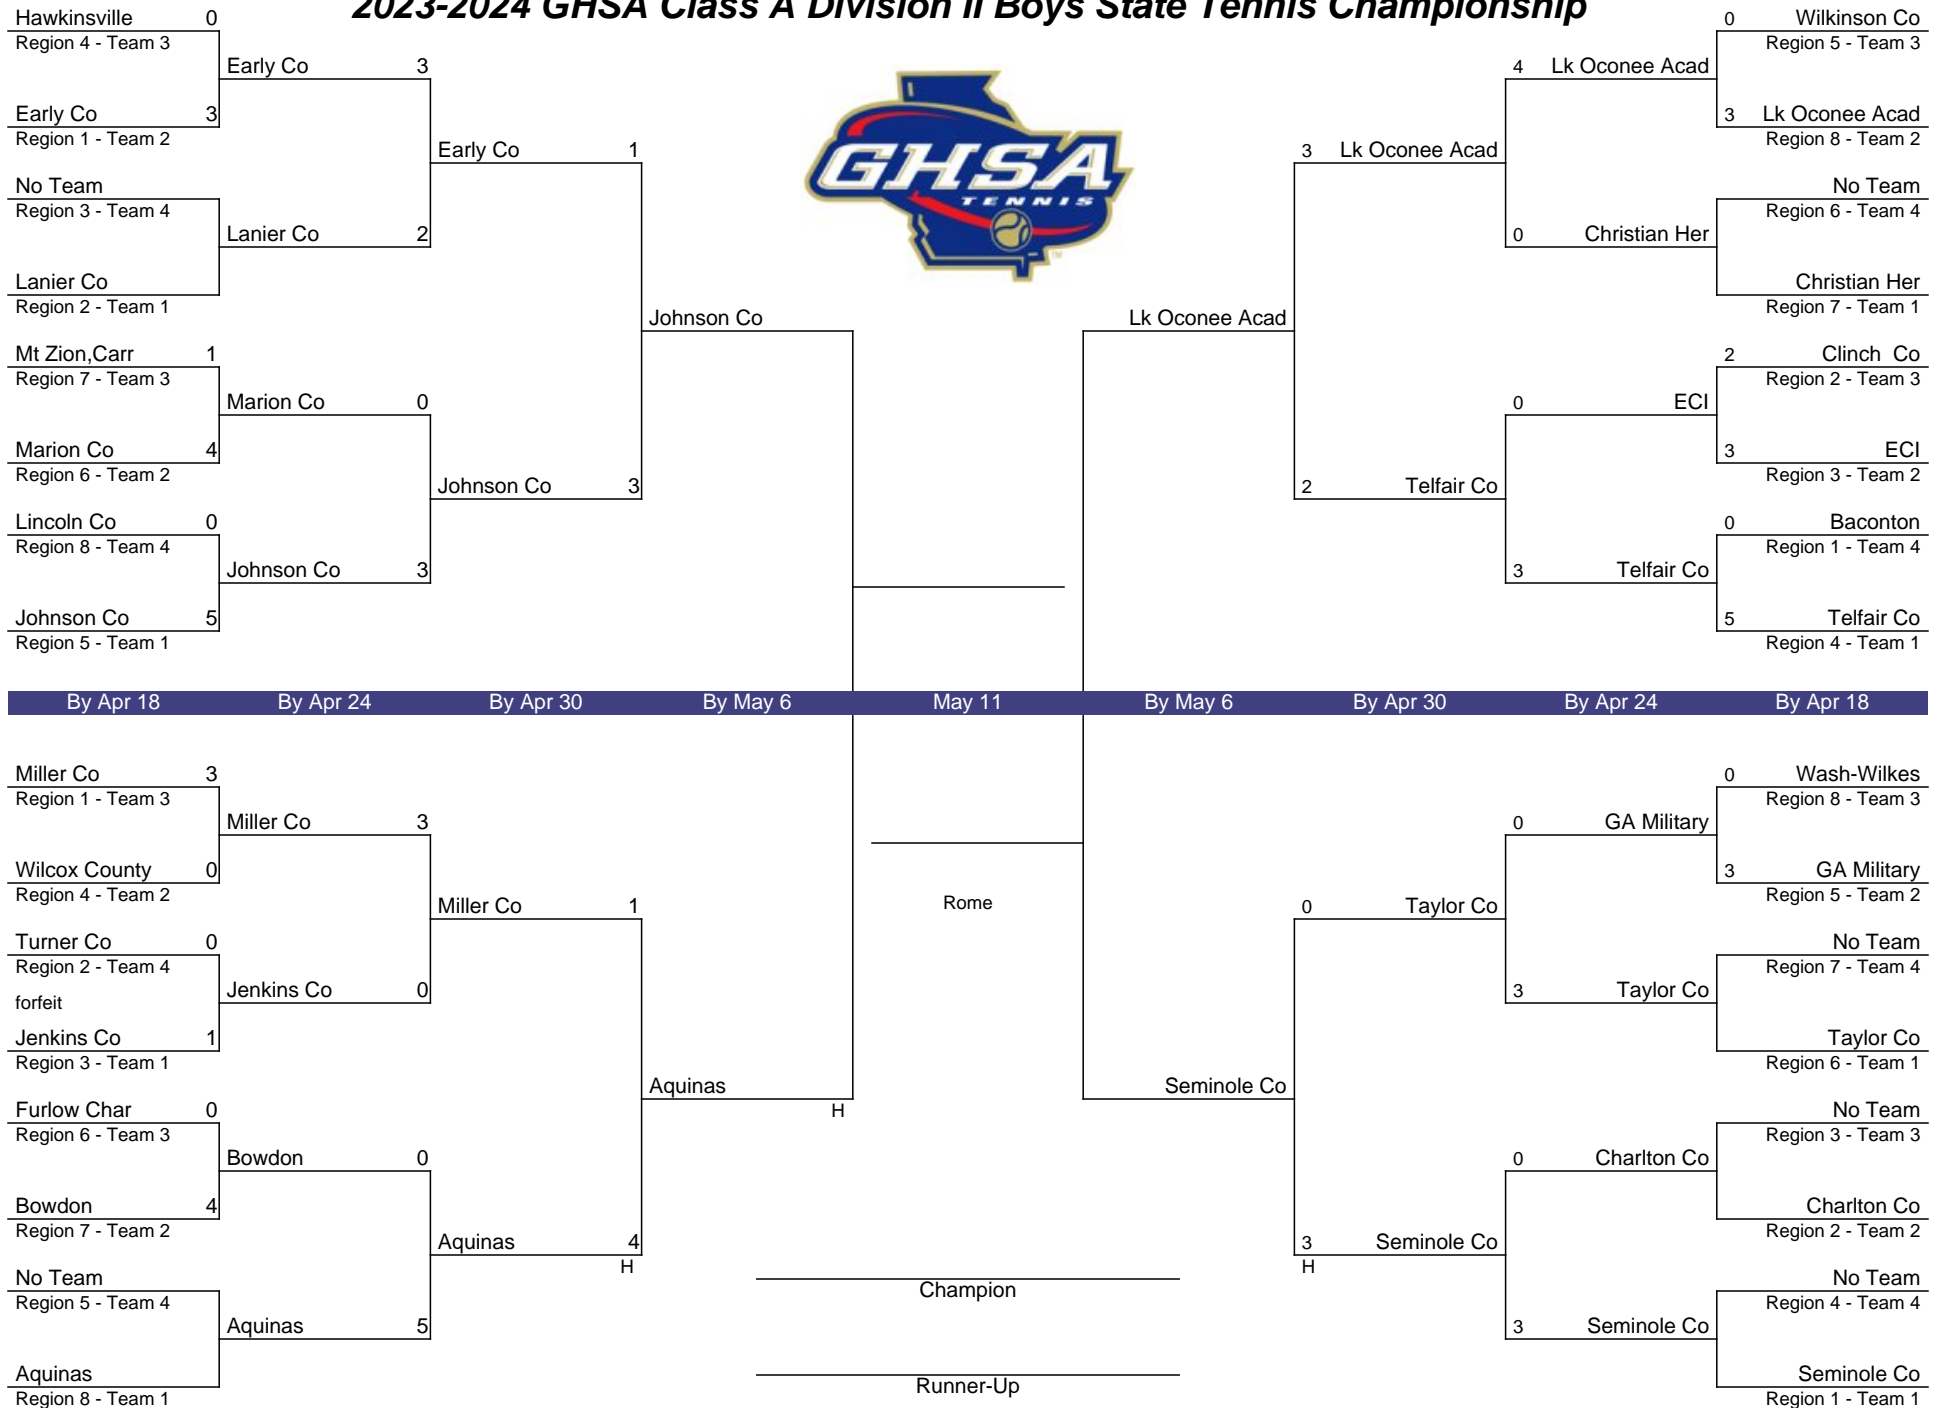 2023-2024 GHSA Class A Division II Boys State Tennis Championship
Hawkinsville 0
Region 4 - Team 3
Early Co 3
Early Co 3
Region 1 - Team 2
Early Co 1
No Team
Region 3 - Team 4
Lanier Co 2
Lanier Co
Region 2 - Team 1
Johnson Co
Mt Zion,Carr 1
Region 7 - Team 3
Marion Co 0
Marion Co 4
Region 6 - Team 2
Johnson Co 3
Lincoln Co 0
Region 8 - Team 4
Johnson Co 3
Johnson Co 5
Region 5 - Team 1
GHSA
TENNIS
TM
0 Wilkinson Co
Region 5 - Team 3
4 Lk Oconee Acad
3 Lk Oconee Acad
Region 8 - Team 2
3 Lk Oconee Acad
No Team
Region 6 - Team 4
0 Christian Her
Christian Her
Region 7 - Team 1
Lk Oconee Acad
2 Clinch  Co
Region 2 - Team 3
0 ECI
3 ECI
Region 3 - Team 2
2 Telfair Co
0 Baconton
Region 1 - Team 4
3 Telfair Co
5 Telfair Co
Region 4 - Team 1
By Apr 18 By Apr 24 By Apr 30 By May 6 May 11 By May 6 By Apr 30 By Apr 24 By Apr 18
Miller Co 3
Region 1 - Team 3
Miller Co 3
Wilcox County 0
Region 4 - Team 2
Miller Co 1
Turner Co 0
Region 2 - Team 4
Jenkins Co 0
forfeit
Jenkins Co 1
Region 3 - Team 1
Aquinas
H
Furlow Char 0
Region 6 - Team 3
Bowdon 0
Bowdon 4
Region 7 - Team 2
Aquinas 4
H
No Team
Region 5 - Team 4
Aquinas 5
Aquinas
Region 8 - Team 1
Rome
Champion
Runner-Up
0 Wash-Wilkes
Region 8 - Team 3
0 GA Military
3 GA Military
Region 5 - Team 2
0 Taylor Co
No Team
Region 7 - Team 4
3 Taylor Co
Taylor Co
Region 6 - Team 1
Seminole Co
No Team
Region 3 - Team 3
0 Charlton Co
Charlton Co
Region 2 - Team 2
3 Seminole Co
H
No Team
Region 4 - Team 4
3 Seminole Co
Seminole Co
Region 1 - Team 1